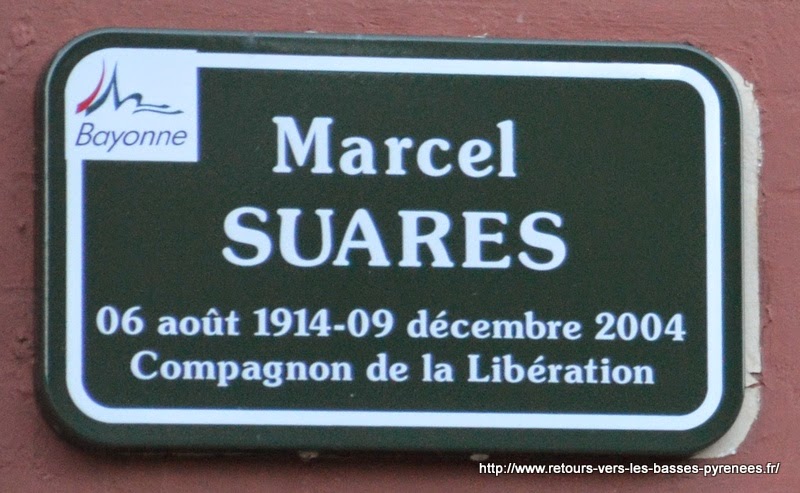 Bayonne
Marcel
SUARES
06 août 1914-09 décembre 2004
Compagnon de la Libération
http://www.retours-vers-les-basses-pyrenees.fr/